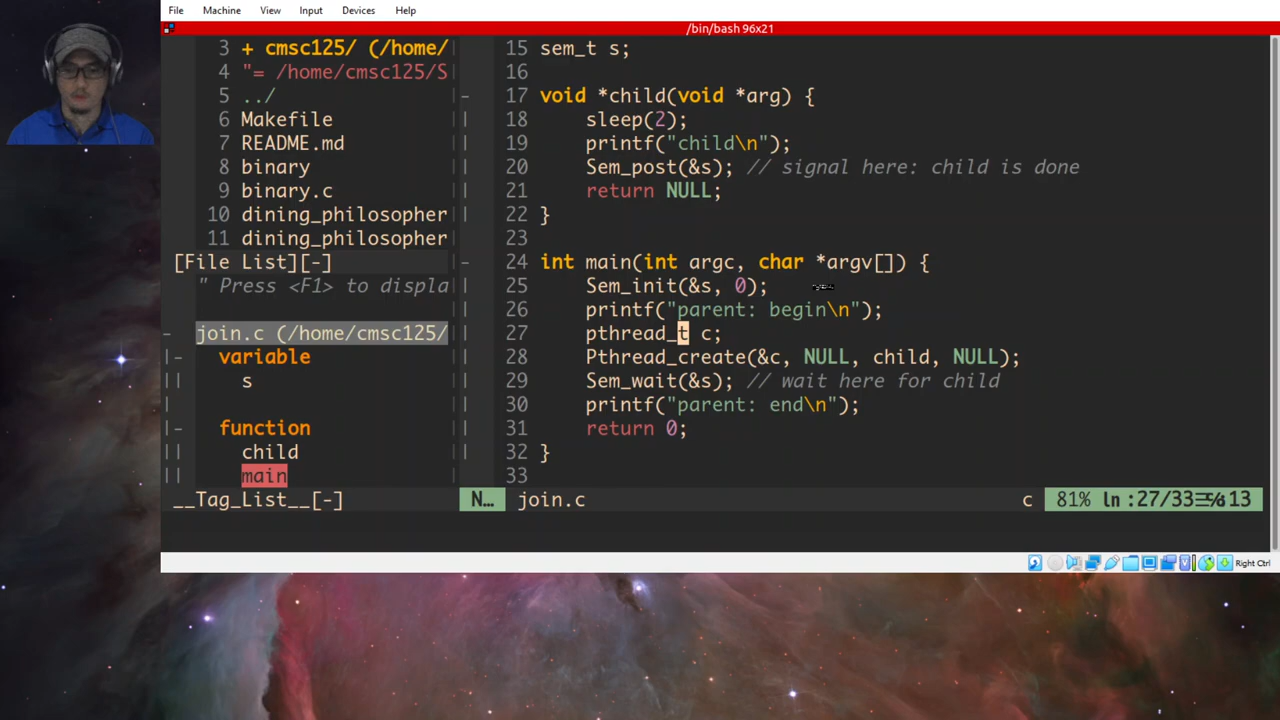 File Machine View Input Devices Help
/bin/bash 96x21
3 + cmsc125/ (/home/
4 "= /home/cmsc125/S
5 ../
6 Makefile
7 README.md
8 binary
9 binary.c
10 dining_philosopher
11 dining_philosopher
[File List][-]
" Press <F1> to displa
- join.c (/home/cmsc125/
|- variable
|| s
|
|- function
|| child
|| main
__Tag_List__[-]
15 sem_t s;
16
17 void *child(void *arg) {
18 sleep(2);
19 printf("child\n");
20 Sem_post(&s); // signal here: child is done
21 return NULL;
22 }
23
24 int main(int argc, char *argv[]) {
25 Sem_init(&s, 0);
26 printf("parent: begin\n");
27 pthread_t c;
28 Pthread_create(&c, NULL, child, NULL);
29 Sem_wait(&s); // wait here for child
30 printf("parent: end\n");
31 return 0;
32 }
33
N… join.c c 81% ln :27/33
Right Ctrl